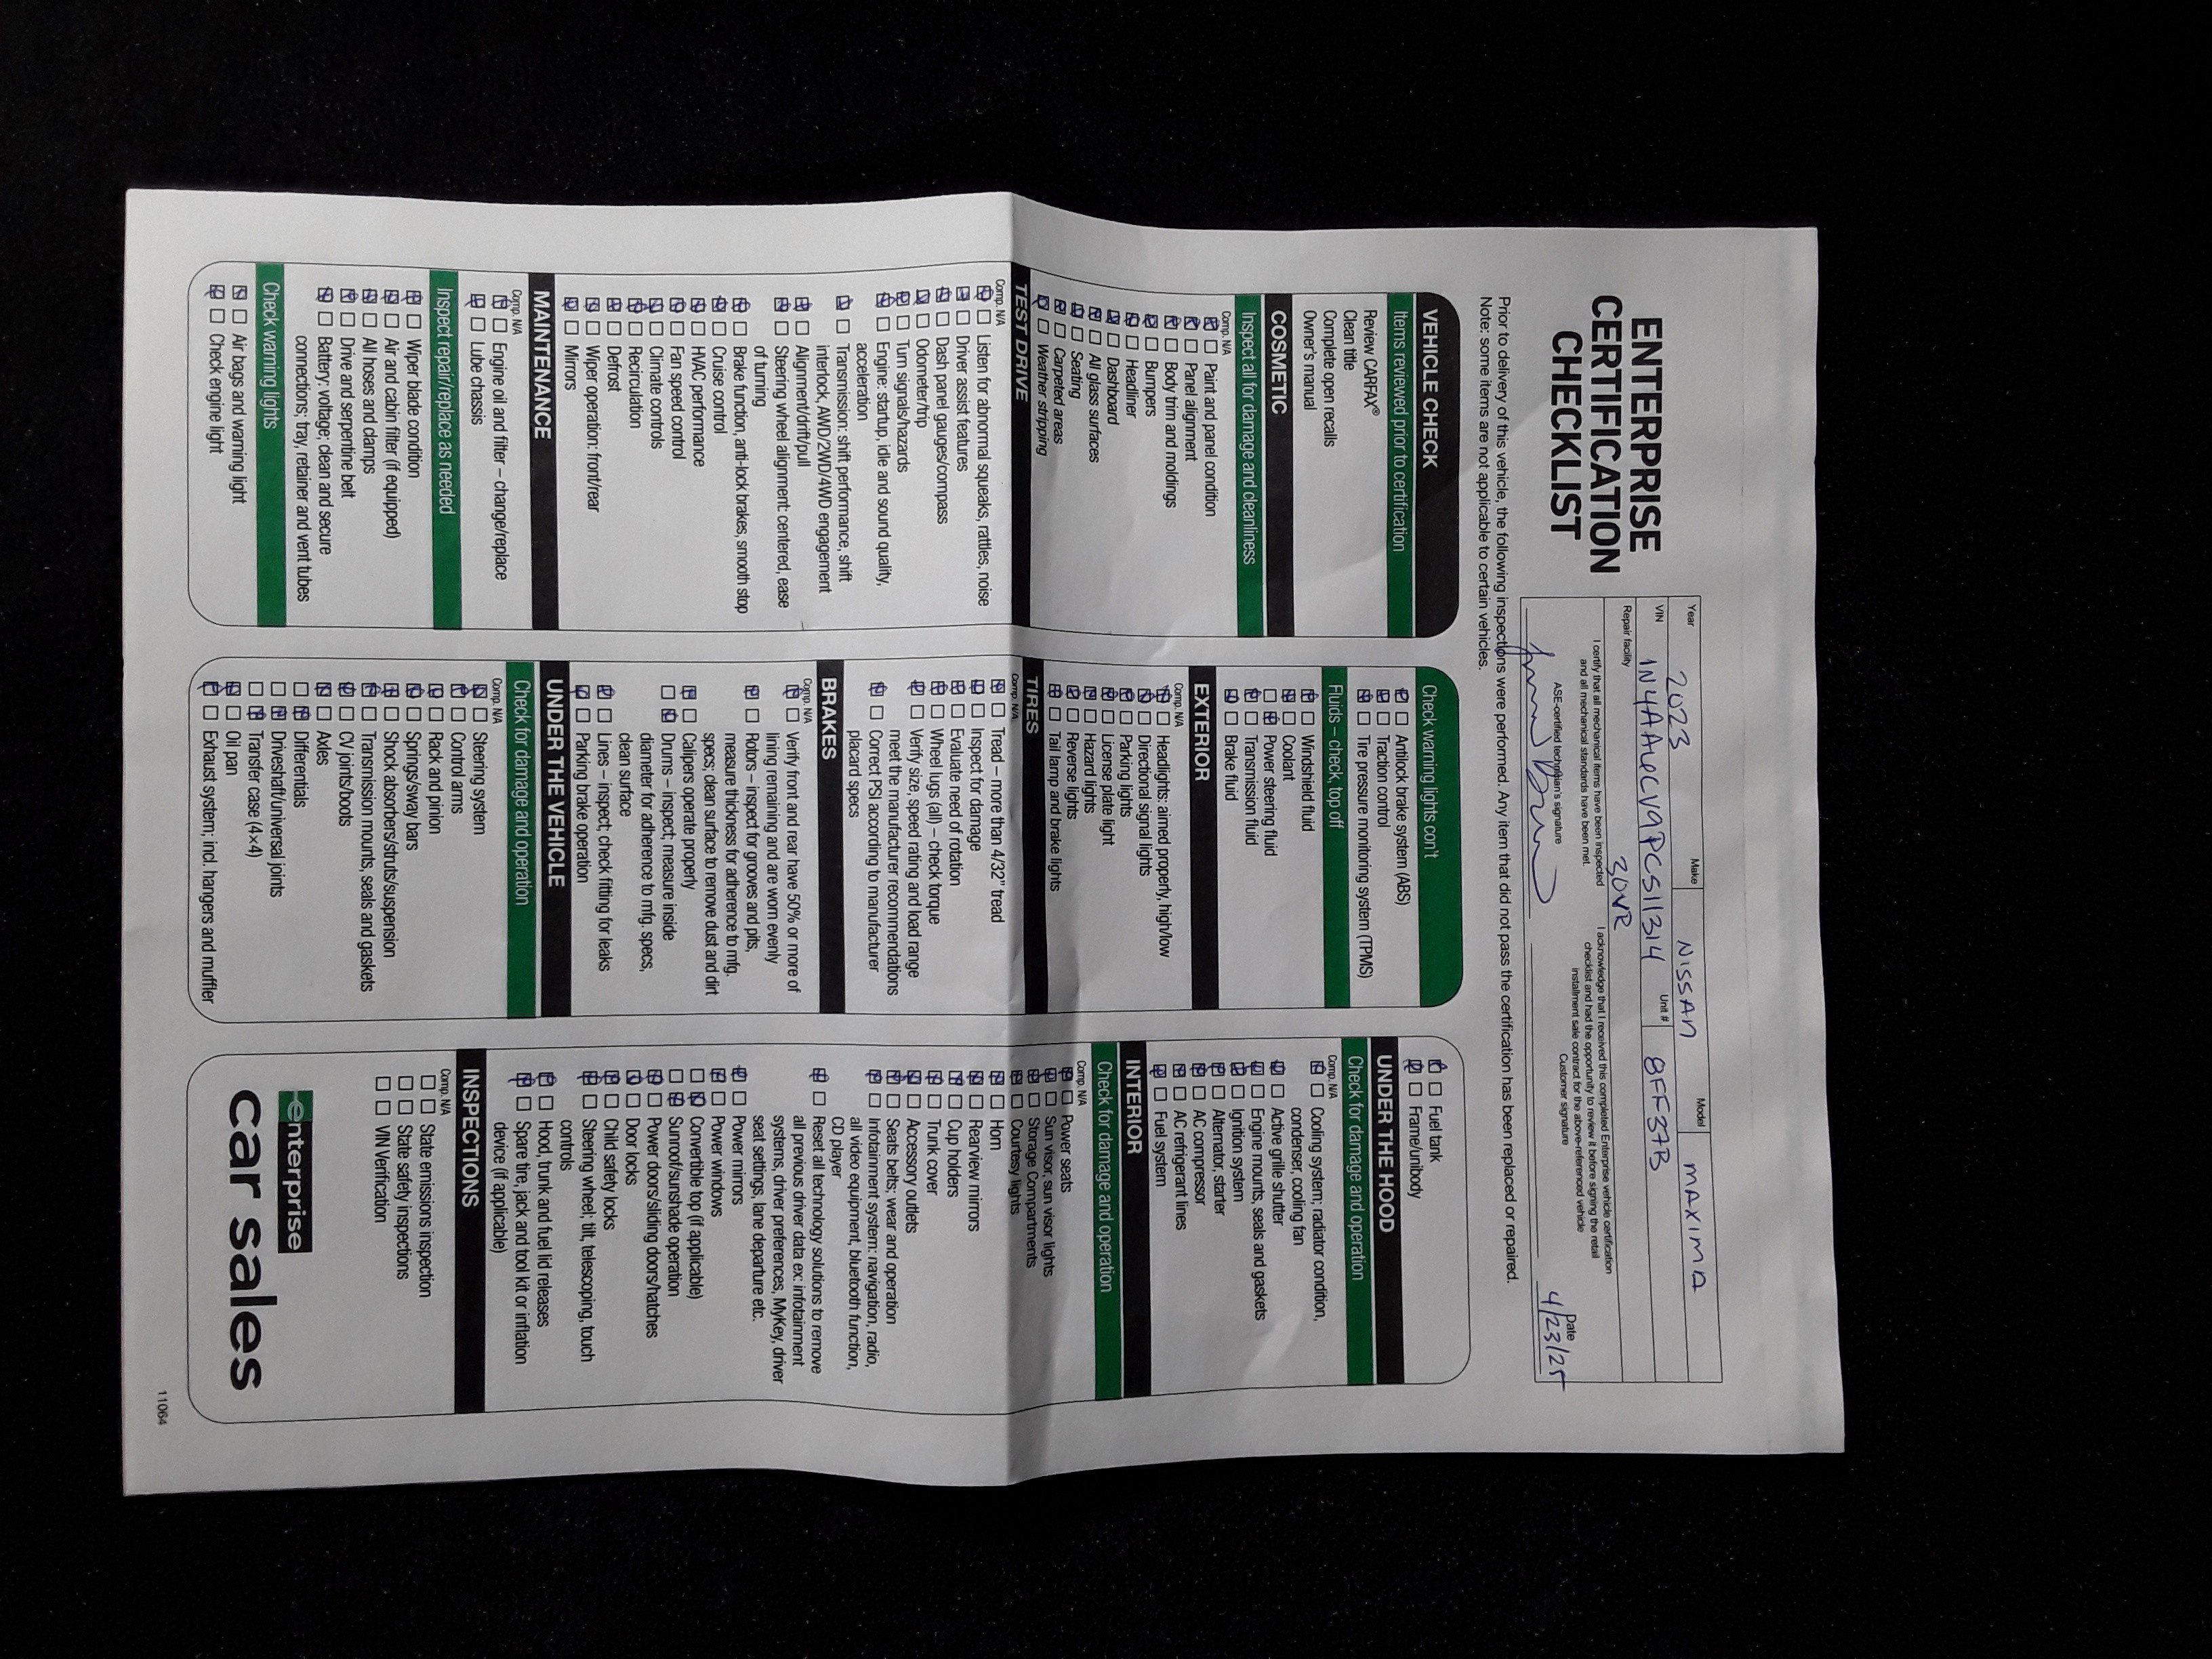 ENTERPRISE
CERTIFICATION
CHECKLIST
Year 2023 Make NISSAN Model MAXIMA
VIN 1N4AA6CV9PC511314 Unit # 8FF37B
Repair facility 30VR
I certify that all mechanical items have been inspected
and all mechanical standards have been met.
ASE-certified technician's signature
I acknowledge that I received this completed Enterprise vehicle certification
checklist and had the opportunity to review it before signing the retail
installment sale contract for the above-referenced vehicle
Customer signature
Date
4/23/25
Prior to delivery of this vehicle, the following inspections were performed. Any item that did not pass the certification has been replaced or repaired.
Note: some items are not applicable to certain vehicles.
VEHICLE CHECK
Items reviewed prior to certification
Review CARFAX®
Clean title
Complete open recalls
Owner's manual
COSMETIC
Inspect all for damage and cleanliness
Comp. N/A
Paint and panel condition
Panel alignment
Body trim and moldings
Bumpers
Headliner
Dashboard
All glass surfaces
Seating
Carpeted areas
Weather stripping
TEST DRIVE
Comp. N/A
Listen for abnormal squeaks, rattles, noise
Driver assist features
Dash panel gauges/compass
Odometer/trip
Turn signals/hazards
Engine: startup, idle and sound quality,
acceleration
Transmission: shift performance, shift
interlock, AWD/2WD/4WD engagement
Alignment/drift/pull
Steering wheel alignment: centered, ease
of turning
Brake function, anti-lock brakes, smooth stop
Cruise control
HVAC performance
Fan speed control
Climate controls
Recirculation
Defrost
Wiper operation: front/rear
Mirrors
MAINTENANCE
Comp. N/A
Engine oil and filter – change/replace
Lube chassis
Inspect repair/replace as needed
Wiper blade condition
Air and cabin filter (if equipped)
All hoses and clamps
Drive and serpentine belt
Battery: voltage; clean and secure
connections; tray, retainer and vent tubes
Check warning lights
Air bags and warning light
Check engine light
Check warning lights con't
Antilock brake system (ABS)
Traction control
Tire pressure monitoring system (TPMS)
Fluids – check, top off
Windshield fluid
Coolant
Power steering fluid
Transmission fluid
Brake fluid
EXTERIOR
Comp. N/A
Headlights: aimed properly, high/low
Directional signal lights
Parking lights
License plate light
Hazard lights
Reverse lights
Tail lamp and brake lights
TIRES
Comp. N/A
Tread – more than 4/32" tread
Inspect for damage
Evaluate need of rotation
Wheel lugs (all) – check torque
Verify size, speed rating and load range
meet the manufacturer recommendations
Correct PSI according to manufacturer
placard specs
BRAKES
Comp. N/A
Verify front and rear have 50% or more of
lining remaining and are worn evenly
Rotors – inspect for grooves and pits,
measure thickness for adherence to mfg.
specs; clean surface to remove dust and dirt
Calipers operate properly
Drums – inspect; measure inside
diameter for adherence to mfg. specs,
clean surface
Lines – inspect; check fitting for leaks
Parking brake operation
UNDER THE VEHICLE
Check for damage and operation
Comp. N/A
Steering system
Control arms
Rack and pinion
Springs/sway bars
Shock absorbers/struts/suspension
Transmission mounts, seals and gaskets
CV joints/boots
Axles
Differentials
Driveshaft/universal joints
Transfer case (4×4)
Oil pan
Exhaust system; incl. hangers and muffler
Fuel tank
Frame/unibody
UNDER THE HOOD
Check for damage and operation
Comp. N/A
Cooling system; radiator condition,
condenser, cooling fan
Active grille shutter
Engine mounts, seals and gaskets
Ignition system
Alternator, starter
AC compressor
AC refrigerant lines
Fuel system
INTERIOR
Check for damage and operation
Comp. N/A
Power seats
Sun visor, sun visor lights
Storage Compartments
Courtesy lights
Horn
Rearview mirrors
Cup holders
Trunk cover
Accessory outlets
Seats belts; wear and operation
Infotainment system: navigation, radio,
all video equipment, bluetooth function,
CD player
Reset all technology solutions to remove
all previous driver data ex: infotainment
systems, driver preferences, MyKey, driver
seat settings, lane departure etc.
Power mirrors
Power windows
Convertible top (if applicable)
Sunroof/sunshade operation
Power doors/sliding doors/hatches
Door locks
Child safety locks
Steering wheel; tilt, telescoping, touch
controls
Hood, trunk and fuel lid releases
Spare tire, jack and tool kit or inflation
device (if applicable)
INSPECTIONS
Comp. N/A
State emissions inspection
State safety inspections
VIN Verification
enterprise
car sales
11064